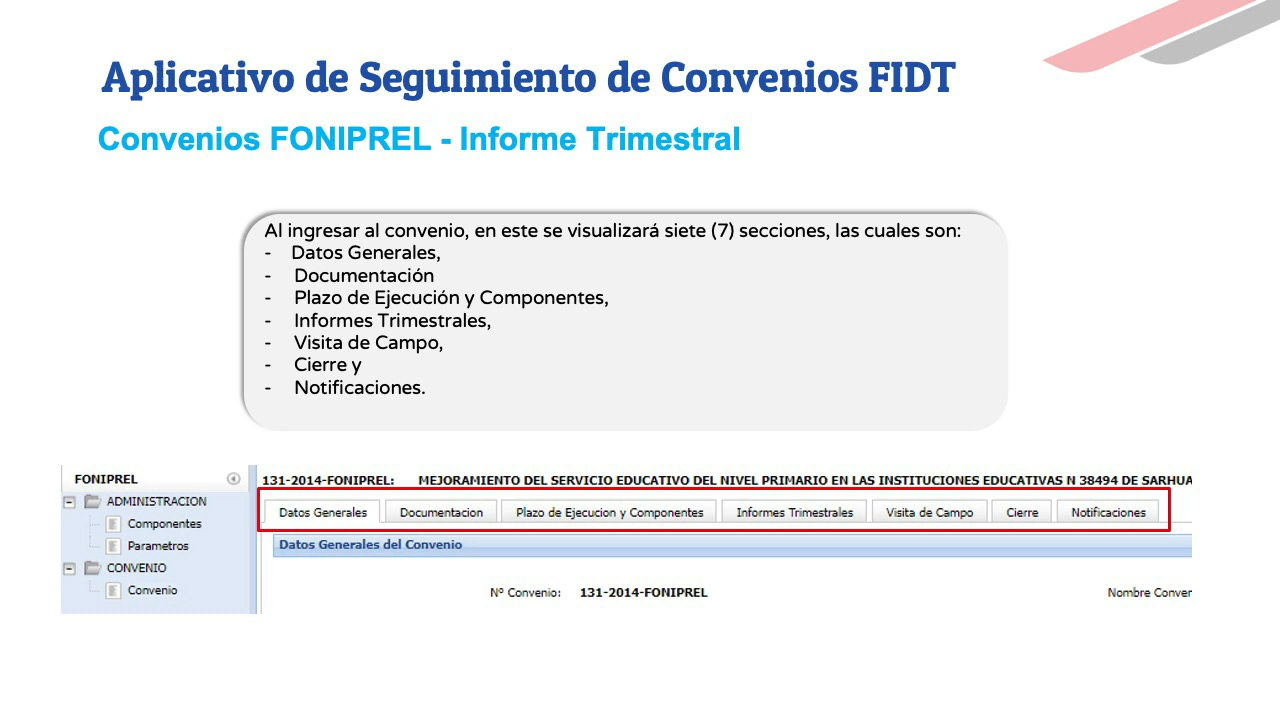 Aplicativo de Seguimiento de Convenios FIDT
Convenios FONIPREL - Informe Trimestral
Al ingresar al convenio, en este se visualizará siete (7) secciones, las cuales son:
- Datos Generales,
- Documentación
- Plazo de Ejecución y Componentes,
- Informes Trimestrales,
- Visita de Campo,
- Cierre y
- Notificaciones.
FONIPREL
ADMINISTRACION
Componentes
Parametros
CONVENIO
Convenio
131-2014-FONIPREL: MEJORAMIENTO DEL SERVICIO EDUCATIVO DEL NIVEL PRIMARIO EN LAS INSTITUCIONES EDUCATIVAS N 38494 DE SARHUA
Datos Generales Documentacion Plazo de Ejecucion y Componentes Informes Trimestrales Visita de Campo Cierre Notificaciones
Datos Generales del Convenio
Nº Convenio: 131-2014-FONIPREL Nombre Conver